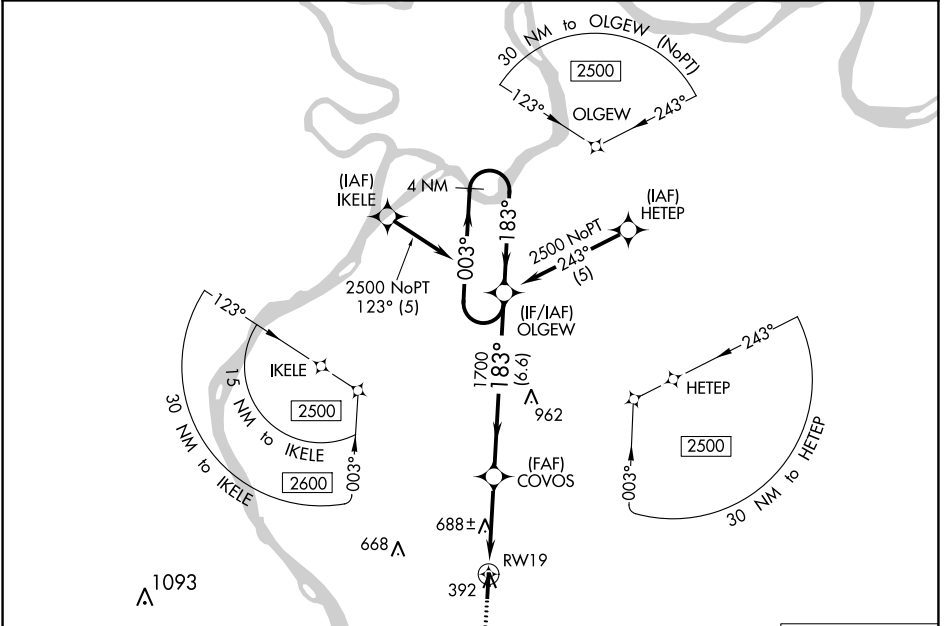 30 NM to OLGEW (NoPT)
2500
123°
243°
OLGEW
(IAF)
IKELE
4 NM
(IAF)
HETEP
183°
003°
2500 NoPT
243°
(5)
2500 NoPT
123° (5)
(IF/IAF)
OLGEW
123°
IKELE
2500
15 NM to IKELE
2600
003°
30 NM to IKELE
1700
183°
(6.6)
962
243°
HETEP
2500
003°
30 NM to HETEP
(FAF)
COVOS
688±
668
RW19
392
1093